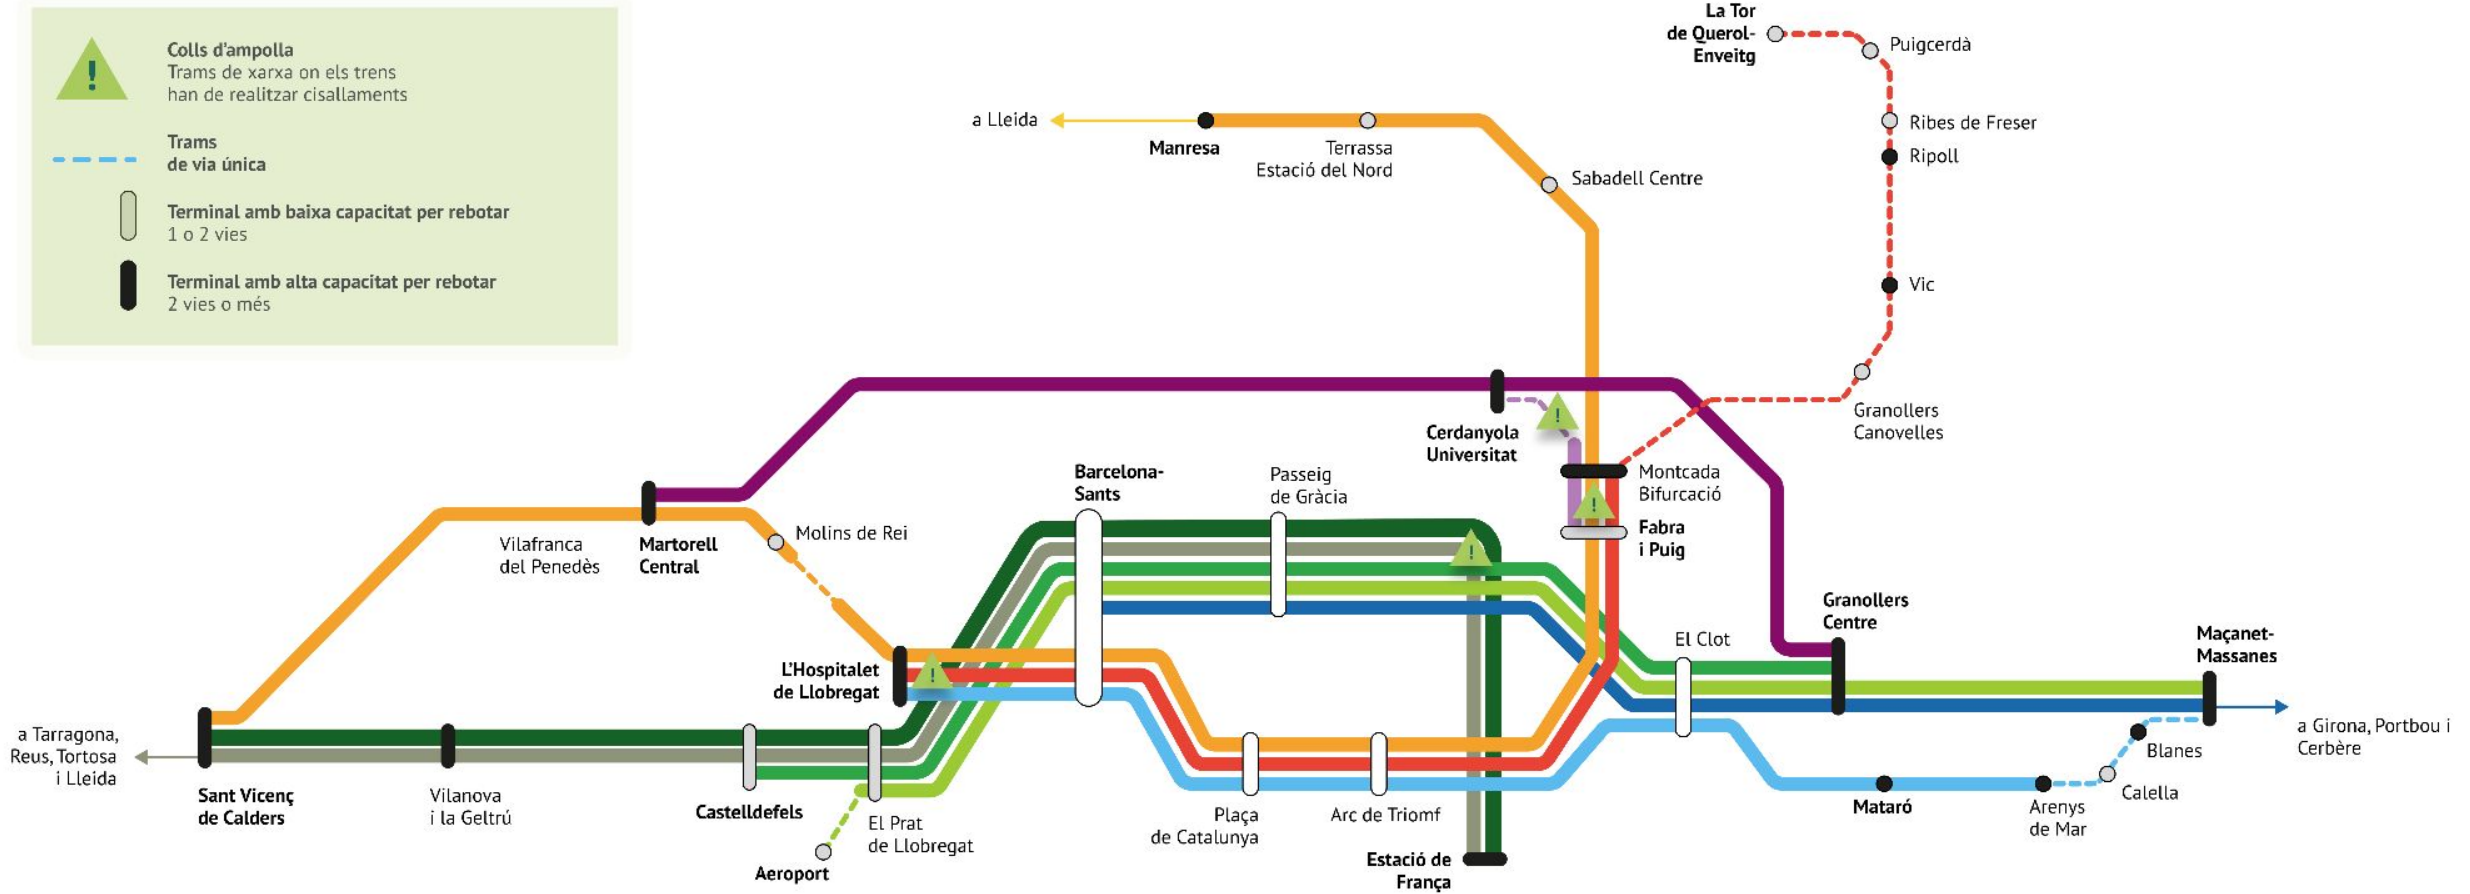 Colls d'ampolla
Trams de xarxa on els trens
han de realitzar cisallaments
Trams
de via única
Terminal amb baixa capacitat per rebotar
1 o 2 vies
Terminal amb alta capacitat per rebotar
2 vies o més
La Tor
de Querol-
Enveitg
Puigcerdà
Ribes de Freser
Ripoll
Vic
Granollers
Canovelles
a Lleida
Manresa
Terrassa
Estació del Nord
Sabadell Centre
Cerdanyola
Universitat
Montcada
Bifurcació
Fabra
i Puig
Barcelona-
Sants
Passeig
de Gràcia
Vilafranca
del Penedès
Martorell
Central
Molins de Rei
L'Hospitalet
de Llobregat
El Clot
Granollers
Centre
Maçanet-
Massanes
a Tarragona,
Reus, Tortosa
i Lleida
Sant Vicenç
de Calders
Vilanova
i la Geltrú
Castelldefels
El Prat
de Llobregat
Aeroport
Plaça
de Catalunya
Arc de Triomf
Estació de
França
Mataró
Arenys
de Mar
Calella
Blanes
a Girona, Portbou i
Cerbère